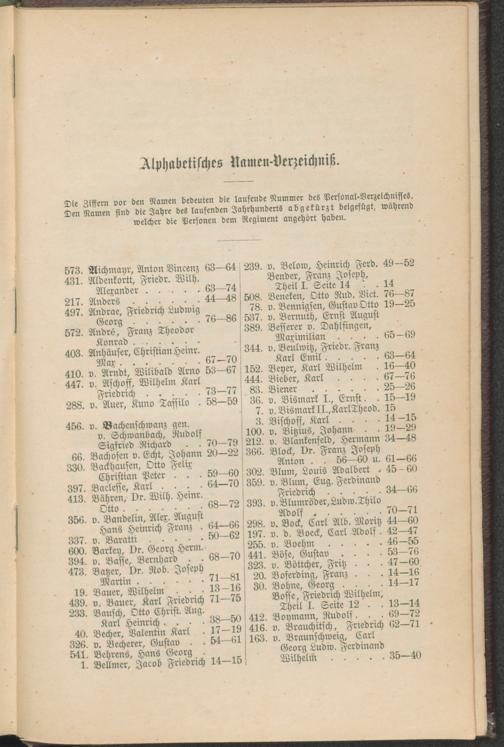 Alphabetisches Namen-Verzeichniß.
Die Ziffern vor den Namen bedeuten die laufende Nummer des Personal-Verzeichnisses.
Den Namen sind die Jahre des laufenden Jahrhunderts abgekürzt beigefügt, während
welcher die Personen dem Regiment angehört haben.
573. Aichmayr, Anton Vincenz 63—64
431. Aldenkortt, Friedr. Wilh.
Alexander . . . . . 63—74
217. Anders . . . . . . 44—48
497. Andrae, Friedrich Ludwig
Georg . . . . . . 76—86
572. André, Franz Theodor
Konrad . . . . . .
403. Anhäuser, Christian Heinr.
Max . . . . . . . 67—70
410. v. Arndt, Wilibald Arno 53—67
447. v. Aschoff, Wilhelm Karl
Friedrich . . . . . 73—77
288. v. Auer, Kuno Tassilo . 58—59
456. v. Bachenschwanz gen.
v. Schwanbach, Rudolf
Sigfried Richard . . 70—79
66. Bachofen v. Echt, Johann 20—22
330. Backhausen, Otto Felix
Christian Peter . . . 59—60
397. Baclesse, Karl . . . . 64—70
413. Bähren, Dr. Wilh. Heinr.
Otto . . . . . . . 68—72
356. v. Bandelin, Alex. August
Hans Heinrich Franz . 64—66
337. v. Baratti . . . . . 50—62
600. Barkey, Dr. Georg Herm.
394. v. Basse, Bernhard . . 68—70
473. Batzer, Dr. Rob. Joseph
Martin . . . . . . 71—81
19. Bauer, Wilhelm . . . 13—16
439. v. Bauer, Karl Friedrich 71—75
233. Bausch, Otto Christ. Aug.
Karl Heinrich . . . . 38—50
40. Becher, Valentin Karl . 17—19
326. v. Becherer, Gustav . . 54—61
541. Behrens, Hans Georg .
1. Bellmer, Jacob Friedrich 14—15
239. v. Below, Heinrich Ferd. 49—52
Bender, Franz Joseph,
Theil I. Seite 14 . . . 14
508. Beneken, Otto Rud. Vict. 76—87
78. v. Bennigsen, Gustav Otto 19—25
537. v. Bernuth, Ernst August
389. Besserer v. Dahlfingen,
Maximilian . . . . 65—69
344. v. Beulwitz, Friedr. Franz
Karl Emil . . . . . 63—64
152. Beyer, Karl Wilhelm . 16—40
444. Bieber, Karl . . . . 67—76
83. Biener . . . . . . 25—26
36. v. Bismark I., Ernst . . 15—19
7. v. Bismark II., Karl Theod. 15
3. Bischoff, Karl . . . . 14—15
100. v. Bizius, Johann . . . 19—29
212. v. Blankenfeld, Hermann 34—48
366. Block, Dr. Franz Joseph
Anton . . 56—60 u. 61—66
302. Blum, Louis Adalbert . 45—60
359. v. Blum, Eug. Ferdinand
Friedrich . . . . . 34—66
393. v. Blumröder, Ludw. Thilo
Adolf . . . . . . 70—71
298. v. Bock, Carl Alb. Moritz 44—60
197. v. d. Boeck, Carl Adolf . 42—47
255. v. Boehm . . . . . 46—55
441. Böse, Gustav . . . . 53—76
323. v. Böttcher, Fritz . . . 47—60
20. Boferding, Franz . . . 14—16
30. Bohne, Georg . . . . 14—17
Bosse, Friedrich Wilhelm,
Theil I. Seite 12 . . . 13—14
412. Boymann, Rudolf . . . 69—72
416. v. Brauchitsch, Friedrich 62—71
163. v. Braunschweig, Carl
Georg Ludw. Ferdinand
Wilhelm . . . . . 35—40